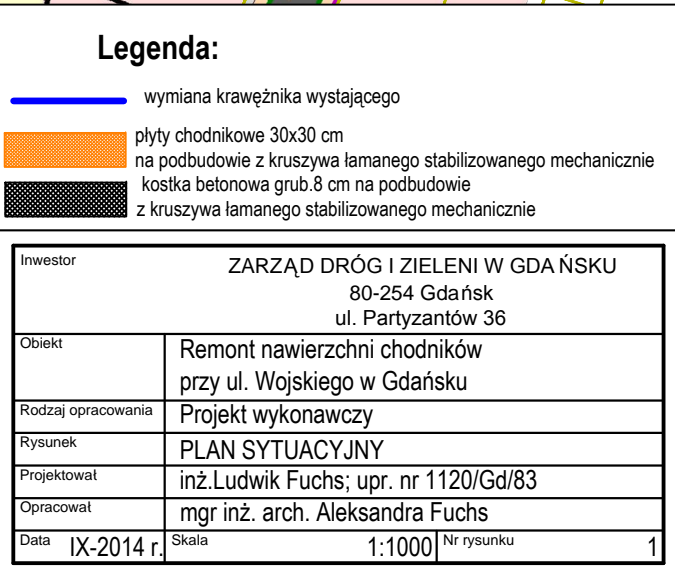 Legenda:
wymiana krawężnika wystającego
płyty chodnikowe 30x30 cm
na podbudowie z kruszywa łamanego stabilizowanego mechanicznie
kostka betonowa grub.8 cm na podbudowie
z kruszywa łamanego stabilizowanego mechanicznie
Inwestor
ZARZĄD DRÓG I ZIELENI W GDAŃSKU
80-254 Gdańsk
ul. Partyzantów 36
Obiekt
Remont nawierzchni chodników
przy ul. Wojskiego w Gdańsku
Rodzaj opracowania Projekt wykonawczy
Rysunek PLAN SYTUACYJNY
Projektował inż.Ludwik Fuchs; upr. nr 1120/Gd/83
Opracował mgr inż. arch. Aleksandra Fuchs
Data IX-2014 r. Skala 1:1000 Nr rysunku 1